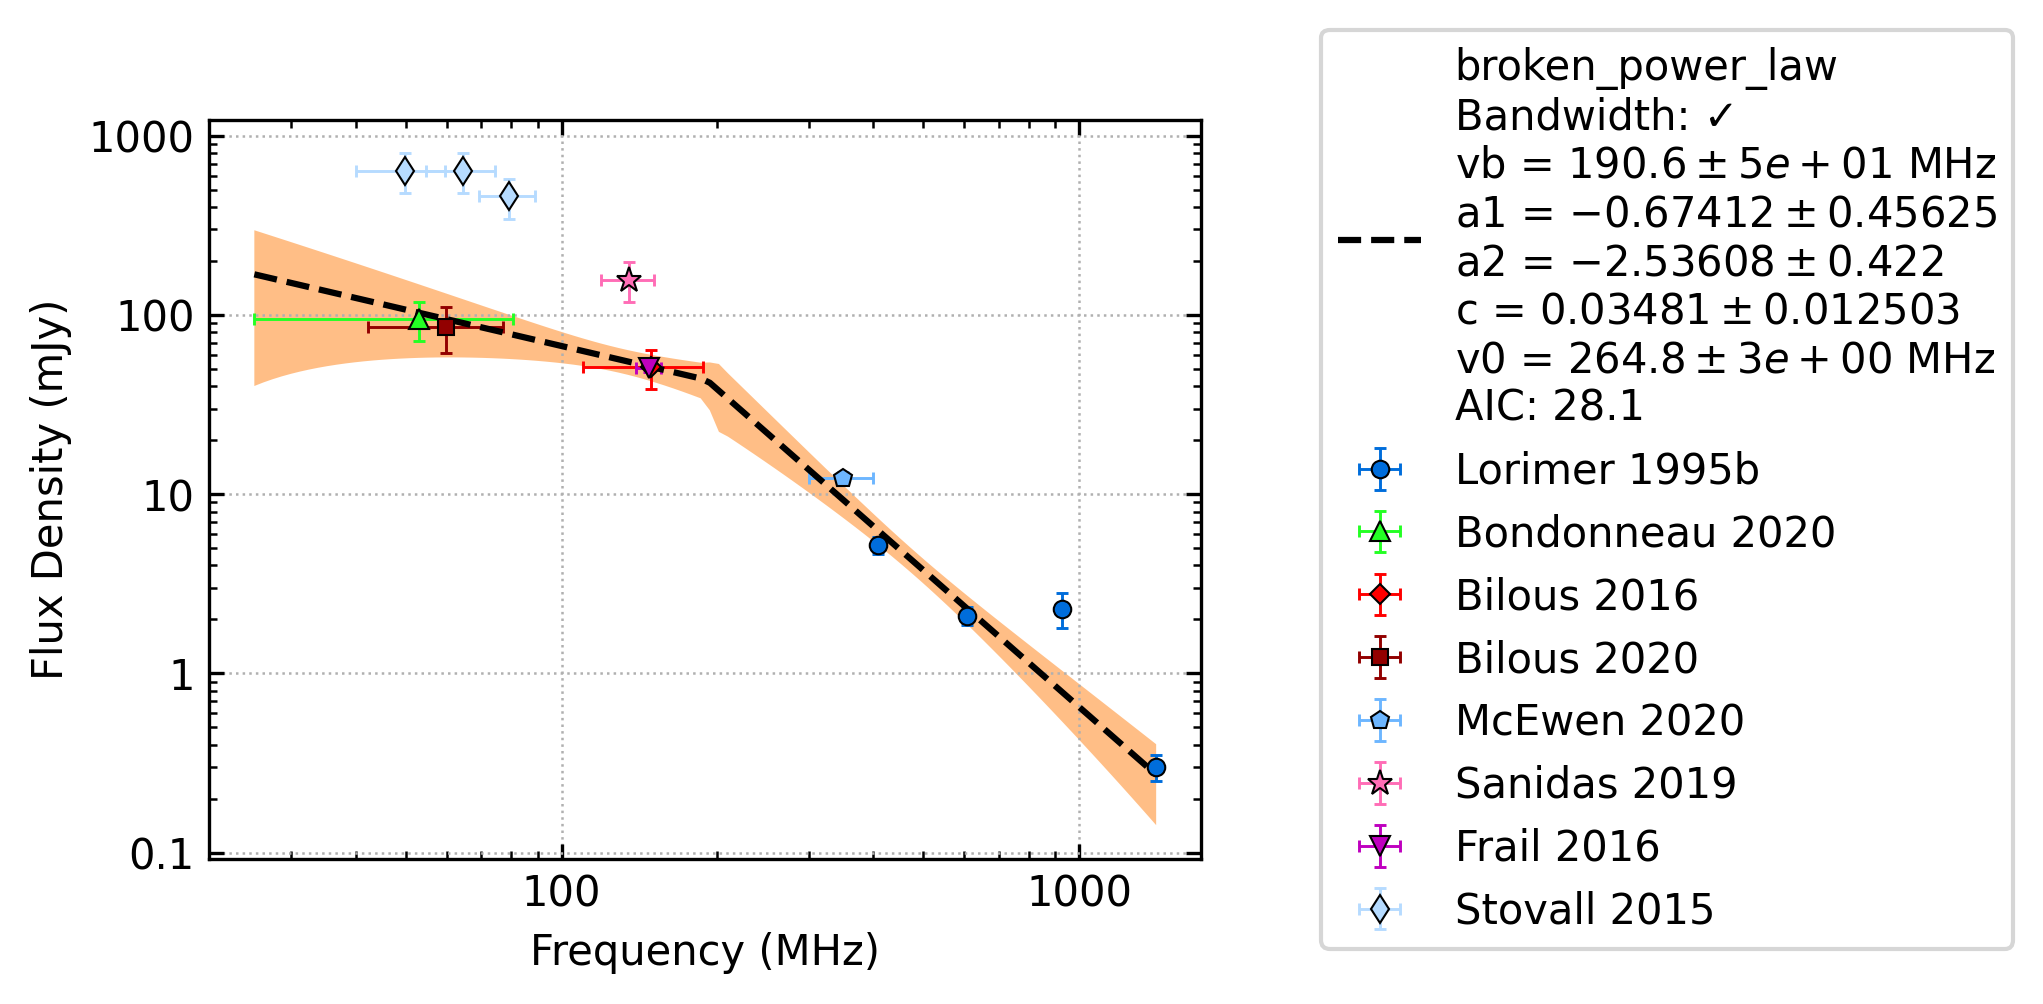 1000
100
10
1
0.1
Flux Density (mJy)
100
1000
Frequency (MHz)
broken_power_law
Bandwidth: ✓
vb = 190.6 ± 5e + 01 MHz
a1 = −0.67412 ± 0.45625
a2 = −2.53608 ± 0.422
c = 0.03481 ± 0.012503
v0 = 264.8 ± 3e + 00 MHz
AIC: 28.1
Lorimer 1995b
Bondonneau 2020
Bilous 2016
Bilous 2020
McEwen 2020
Sanidas 2019
Frail 2016
Stovall 2015